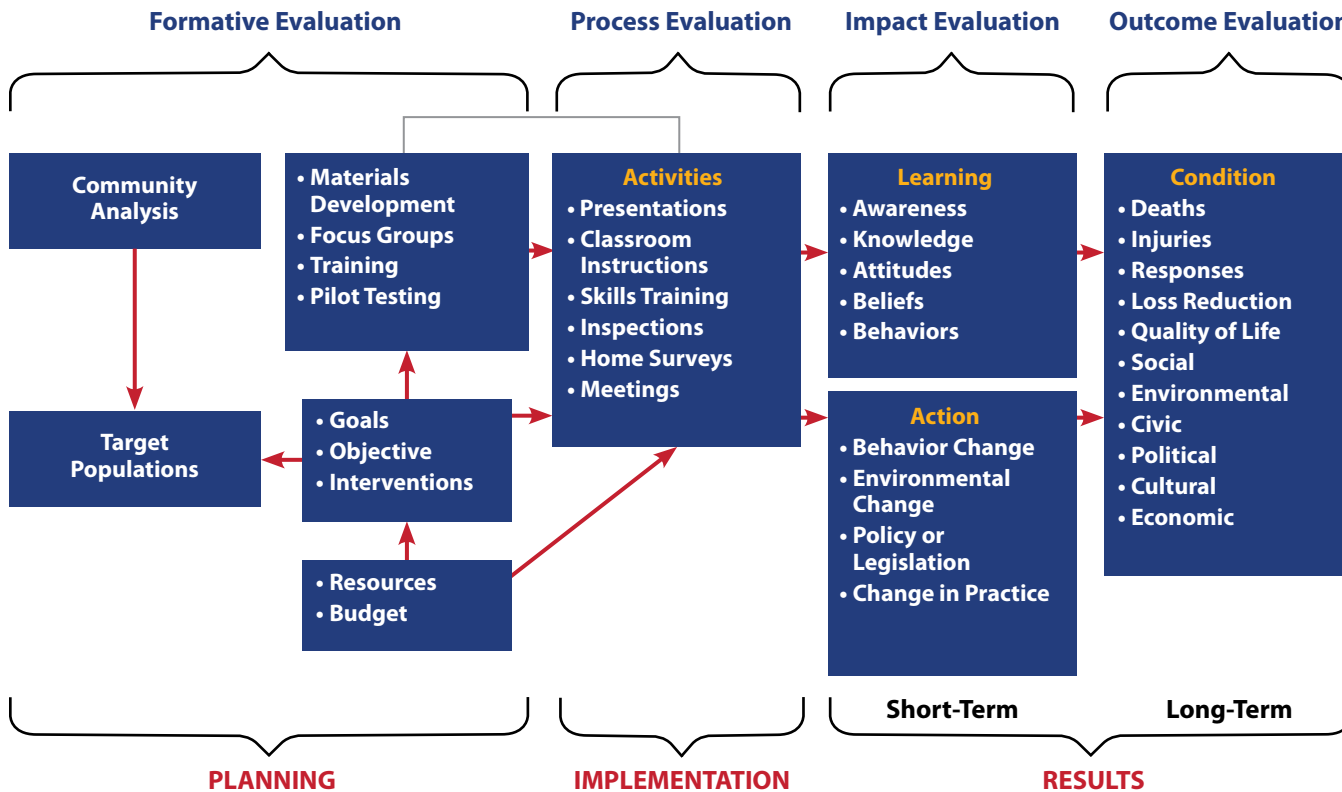 Formative Evaluation
Process Evaluation
Impact Evaluation
Outcome Evaluation
Community
Analysis
Target
Populations
• Materials
Development
• Focus Groups
• Training
• Pilot Testing
• Goals
• Objective
• Interventions
• Resources
• Budget
Activities
• Presentations
• Classroom
Instructions
• Skills Training
• Inspections
• Home Surveys
• Meetings
Learning
• Awareness
• Knowledge
• Attitudes
• Beliefs
• Behaviors
Action
• Behavior Change
• Environmental
Change
• Policy or
Legislation
• Change in Practice
Condition
• Deaths
• Injuries
• Responses
• Loss Reduction
• Quality of Life
• Social
• Environmental
• Civic
• Political
• Cultural
• Economic
Short-Term
Long-Term
PLANNING
IMPLEMENTATION
RESULTS